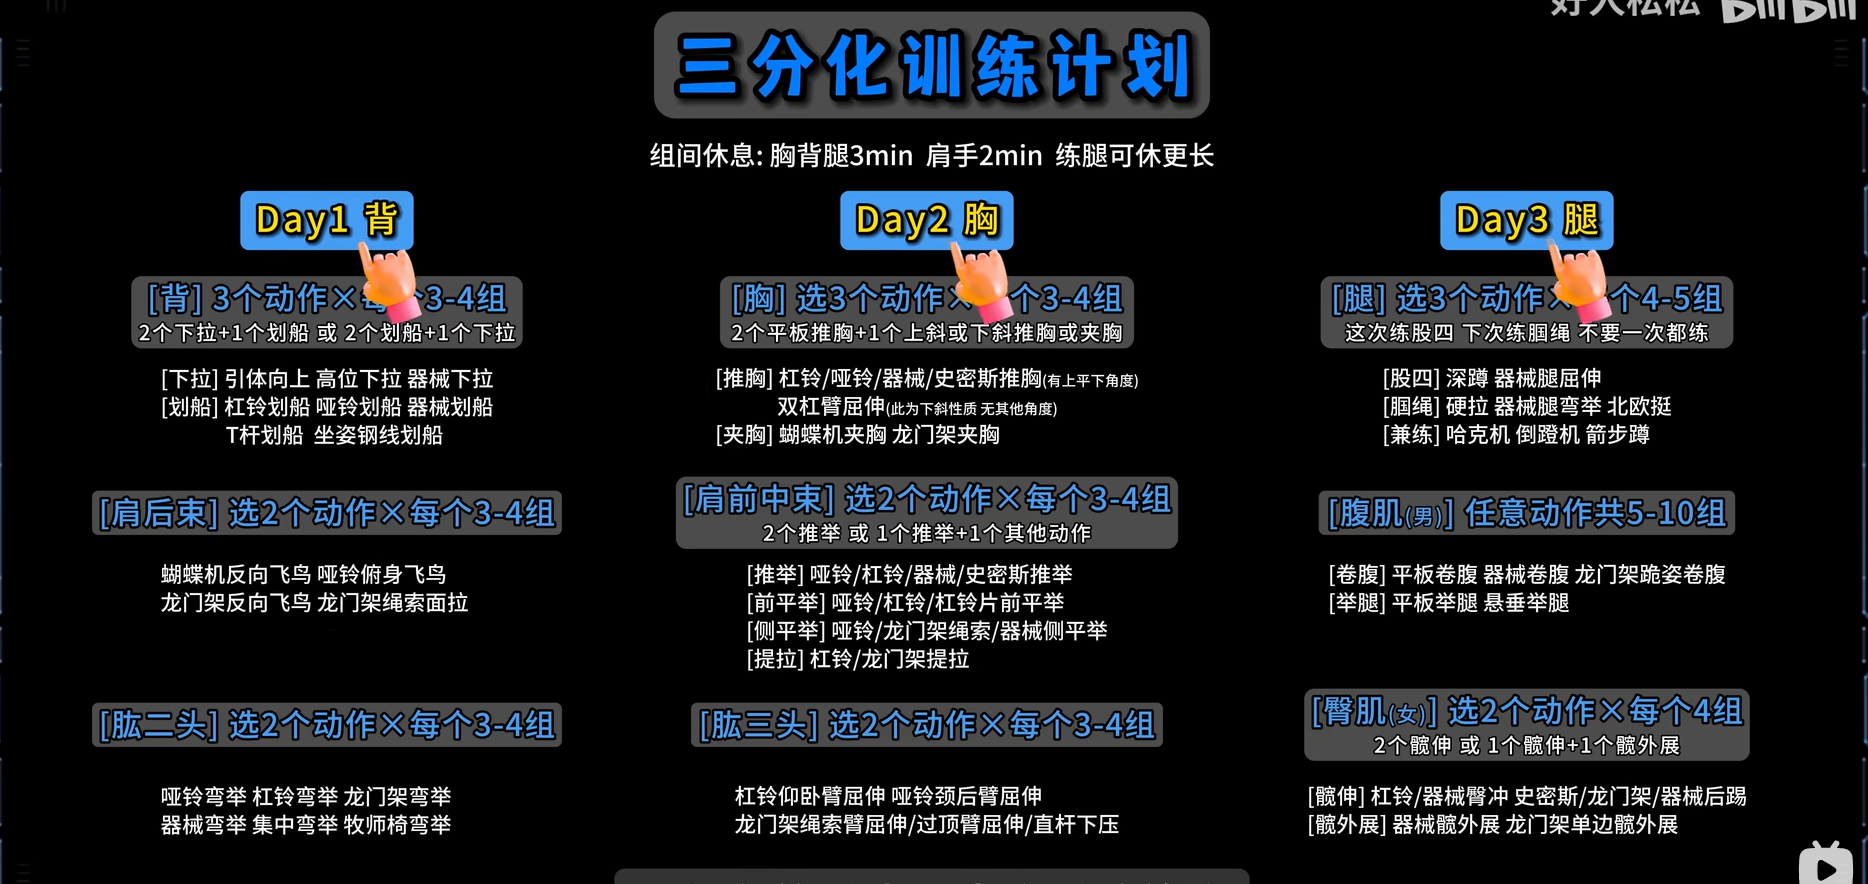 好人松松 bilibili
三分化训练计划
组间休息: 胸背腿3min 肩手2min 练腿可休更长
Day1 背
[背] 3个动作×每个3-4组
2个下拉+1个划船 或 2个划船+1个下拉
[下拉] 引体向上 高位下拉 器械下拉
[划船] 杠铃划船 哑铃划船 器械划船
T杆划船 坐姿钢线划船
[肩后束] 选2个动作×每个3-4组
蝴蝶机反向飞鸟 哑铃俯身飞鸟
龙门架反向飞鸟 龙门架绳索面拉
[肱二头] 选2个动作×每个3-4组
哑铃弯举 杠铃弯举 龙门架弯举
器械弯举 集中弯举 牧师椅弯举
Day2 胸
[胸] 选3个动作×个3-4组
2个平板推胸+1个上斜或下斜推胸或夹胸
[推胸] 杠铃/哑铃/器械/史密斯推胸(有上平下角度)
双杠臂屈伸(此为下斜性质 无其他角度)
[夹胸] 蝴蝶机夹胸 龙门架夹胸
[肩前中束] 选2个动作×每个3-4组
2个推举 或 1个推举+1个其他动作
[推举] 哑铃/杠铃/器械/史密斯推举
[前平举] 哑铃/杠铃/杠铃片前平举
[侧平举] 哑铃/龙门架绳索/器械侧平举
[提拉] 杠铃/龙门架提拉
[肱三头] 选2个动作×每个3-4组
杠铃仰卧臂屈伸 哑铃颈后臂屈伸
龙门架绳索臂屈伸/过顶臂屈伸/直杆下压
Day3 腿
[腿] 选3个动作×个4-5组
这次练股四 下次练腘绳 不要一次都练
[股四] 深蹲 器械腿屈伸
[腘绳] 硬拉 器械腿弯举 北欧挺
[兼练] 哈克机 倒蹬机 箭步蹲
[腹肌(男)] 任意动作共5-10组
[卷腹] 平板卷腹 器械卷腹 龙门架跪姿卷腹
[举腿] 平板举腿 悬垂举腿
[臀肌(女)] 选2个动作×每个4组
2个髋伸 或 1个髋伸+1个髋外展
[髋伸] 杠铃/器械臀冲 史密斯/龙门架/器械后踢
[髋外展] 器械髋外展 龙门架单边髋外展